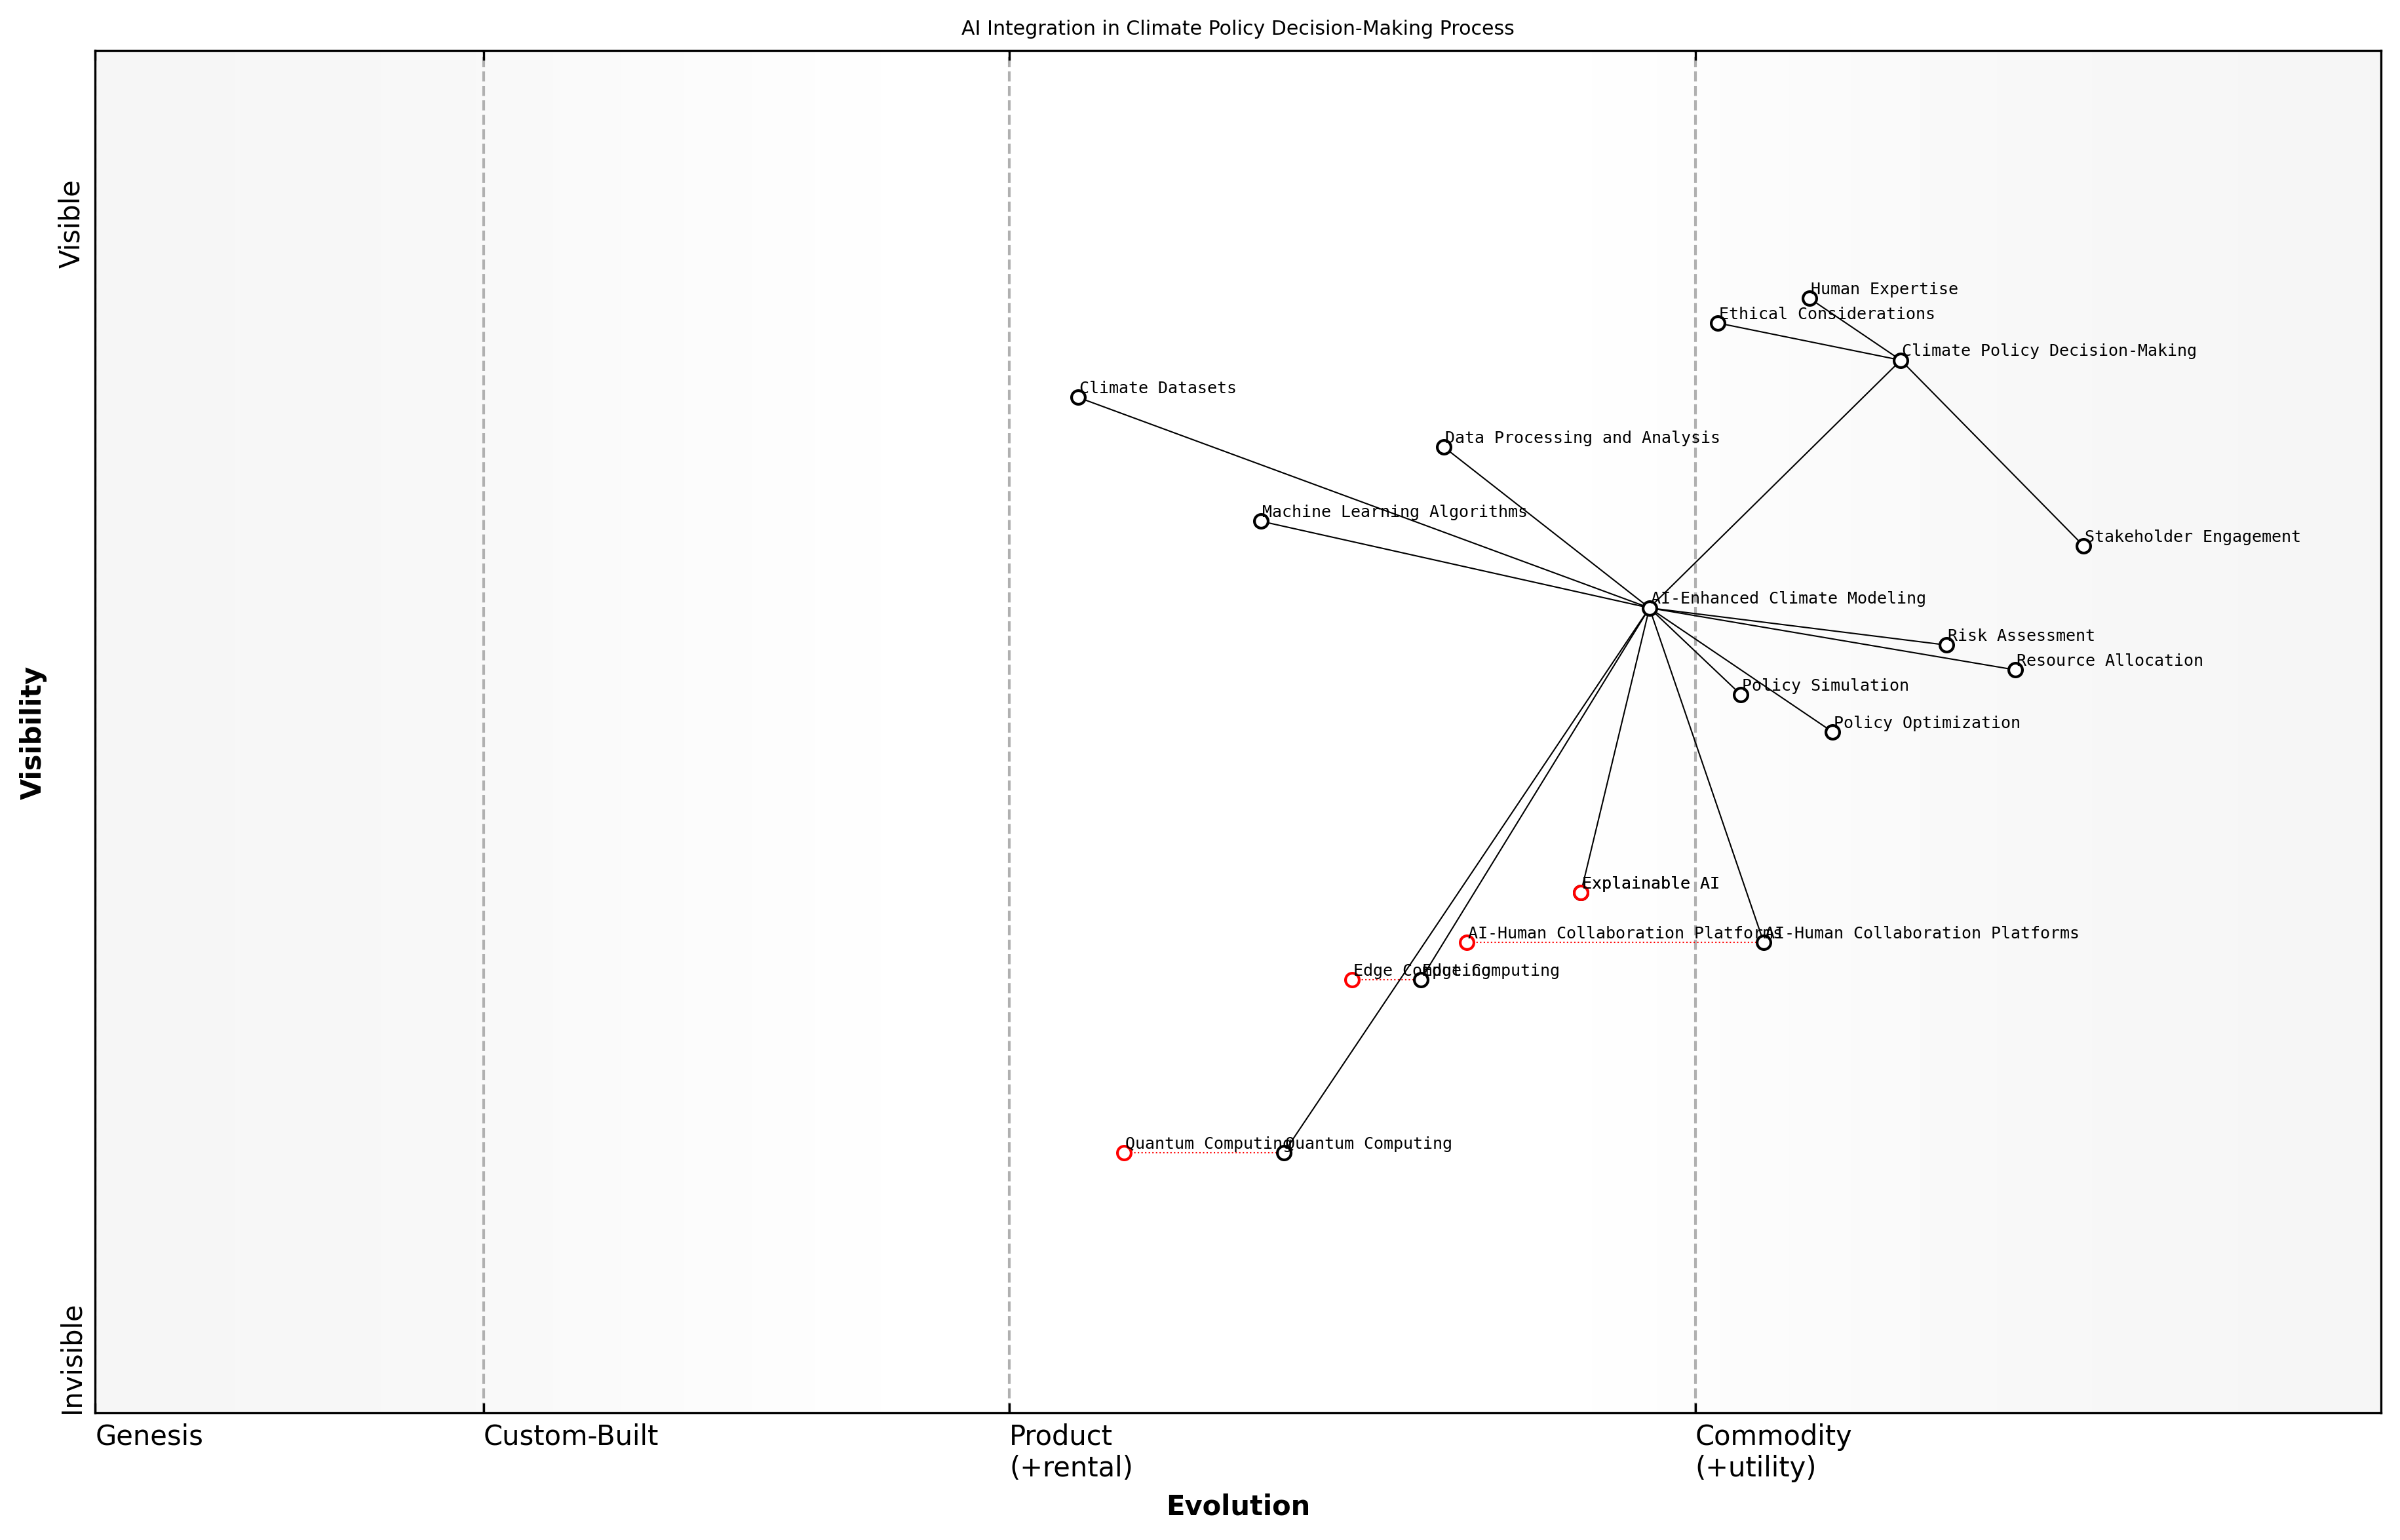 AI Integration in Climate Policy Decision-Making Process
Visible
Human Expertise
Ethical Considerations
Climate Policy Decision-Making
Climate Datasets
Data Processing and Analysis
Machine Learning Algorithms
Stakeholder Engagement
AI-Enhanced Climate Modeling
Risk Assessment
Resource Allocation
Policy Simulation
Policy Optimization
Visibility
Explainable AI
AI-Human Collaboration Platforms
AI-Human Collaboration Platforms
Edge Computing
Edge Computing
Quantum Computing
Quantum Computing
Invisible
Genesis
Custom-Built
Product
(+rental)
Commodity
(+utility)
Evolution